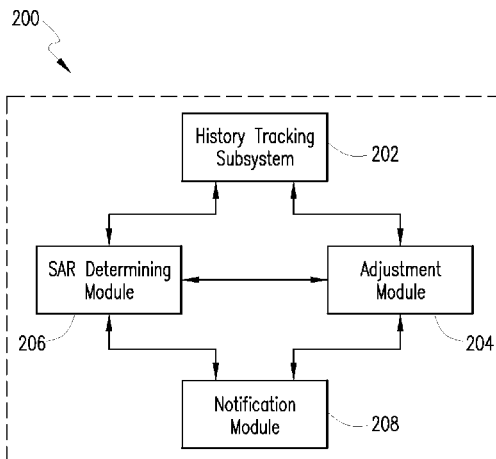 200
History Tracking
Subsystem
202
SAR Determining
Module
206
Adjustment
Module
204
Notification
Module
208